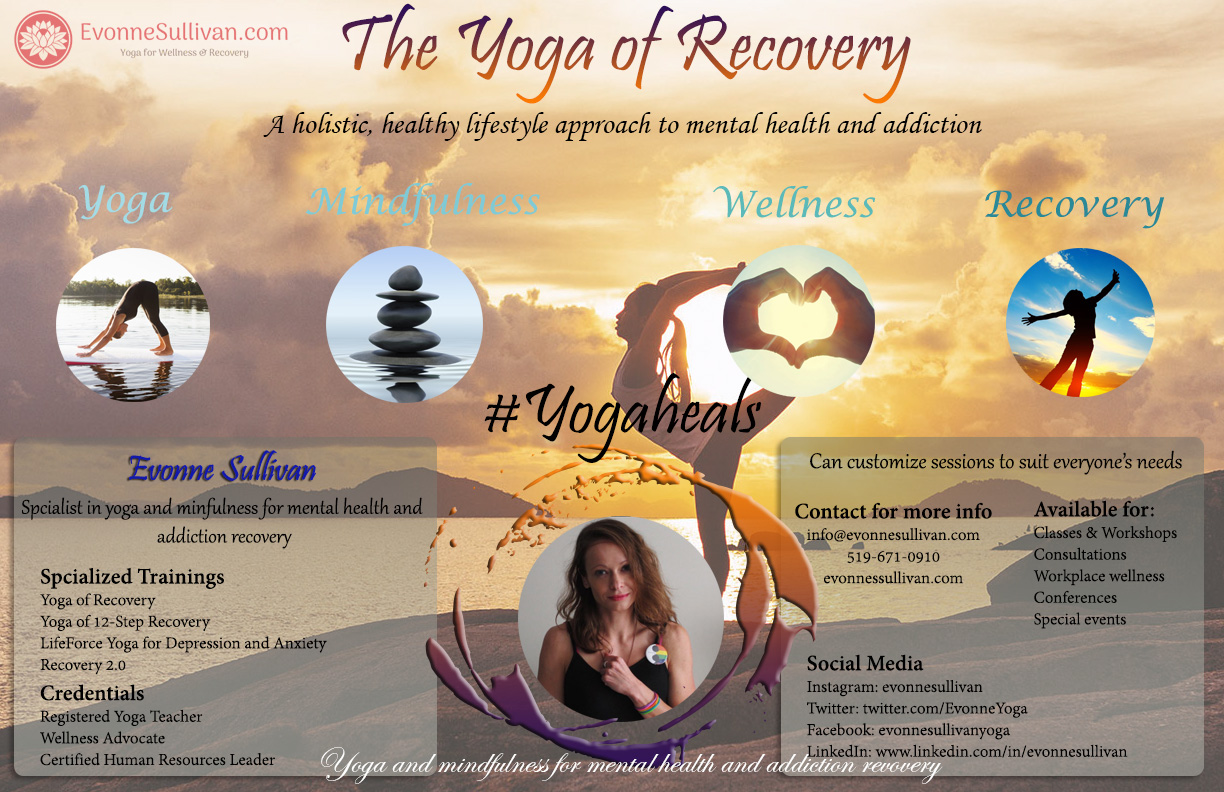 EvonneSullivan.com
Yoga for Wellness & Recovery
The Yoga of Recovery
A holistic, healthy lifestyle approach to mental health and addiction
Yoga
Mindfulness
Wellness
Recovery
#Yogaheals
Evonne Sullivan
Spcialist in yoga and minfulness for mental health and
addiction recovery
Spcialized Trainings
Yoga of Recovery
Yoga of 12-Step Recovery
LifeForce Yoga for Depression and Anxiety
Recovery 2.0
Credentials
Registered Yoga Teacher
Wellness Advocate
Certified Human Resources Leader
Can customize sessions to suit everyone's needs
Contact for more info
info@evonnesullivan.com
519-671-0910
evonnessullivan.com
Available for:
Classes & Workshops
Consultations
Workplace wellness
Conferences
Special events
Social Media
Instagram: evonnesullivan
Twitter: twitter.com/EvonneYoga
Facebook: evonnesullivanyoga
LinkedIn: www.linkedin.com/in/evonnesullivan
Yoga and mindfulness for mental health and addiction revovery